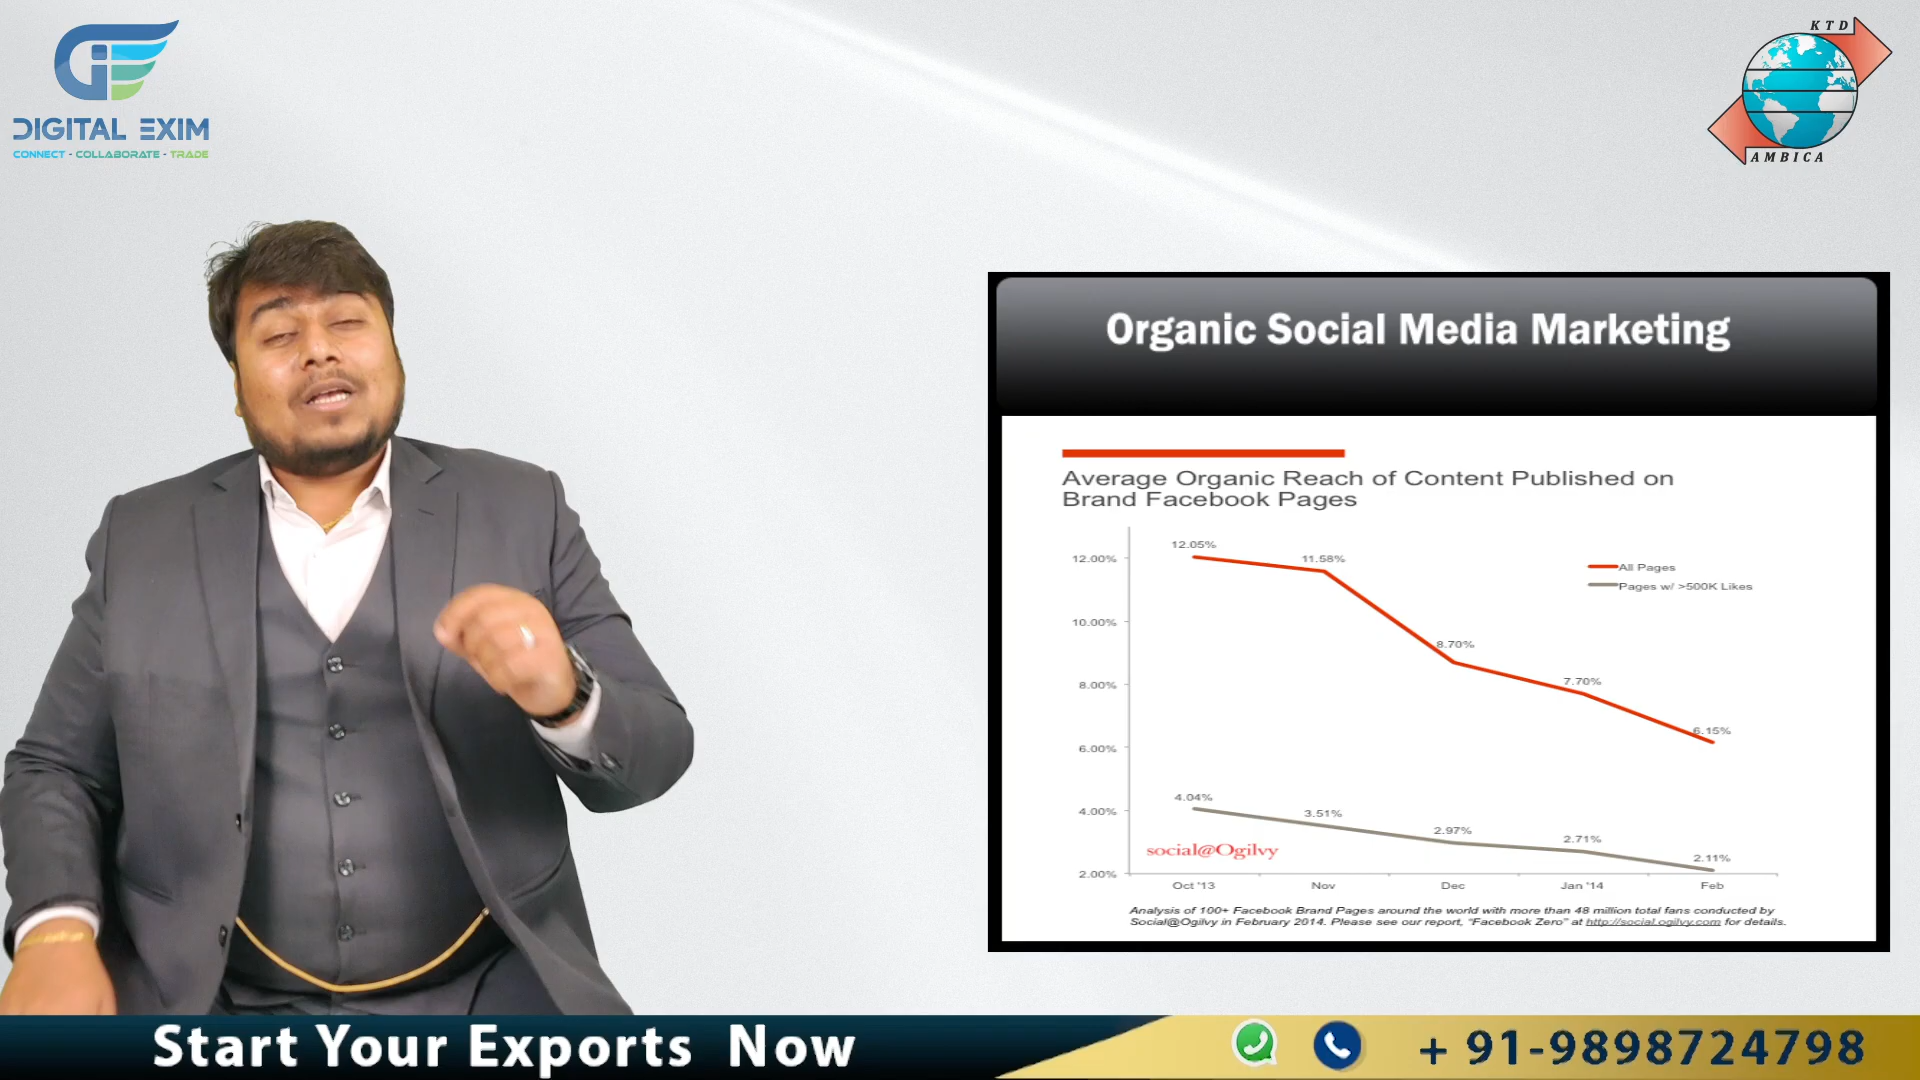 DIGITAL EXIM
CONNECT - COLLABORATE - TRADE
KTD
AMBICA
Organic Social Media Marketing
Average Organic Reach of Content Published on
Brand Facebook Pages
12.05%
11.58%
8.70%
7.70%
6.15%
All Pages
Pages w/ >500K Likes
12.00%
10.00%
8.00%
6.00%
4.00%
2.00%
4.04%
3.51%
2.97%
2.71%
2.11%
social@Ogilvy
Oct '13 Nov Dec Jan '14 Feb
Analysis of 100+ Facebook Brand Pages around the world with more than 48 million total fans conducted by
Social@Ogilvy in February 2014. Please see our report, "Facebook Zero" at http://social.ogilvy.com for details.
Start Your Exports Now
+ 91-9898724798